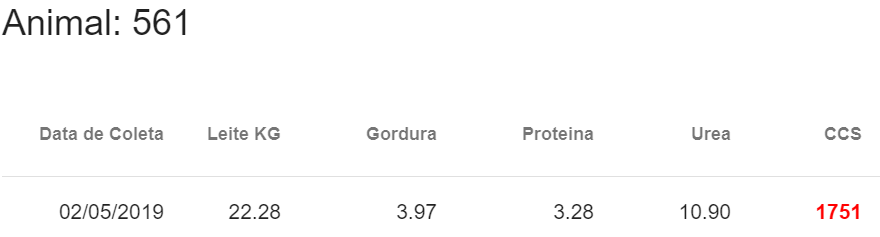 Animal: 561
Data de Coleta Leite KG Gordura Proteina Urea CCS
02/05/2019 22.28 3.97 3.28 10.90 1751